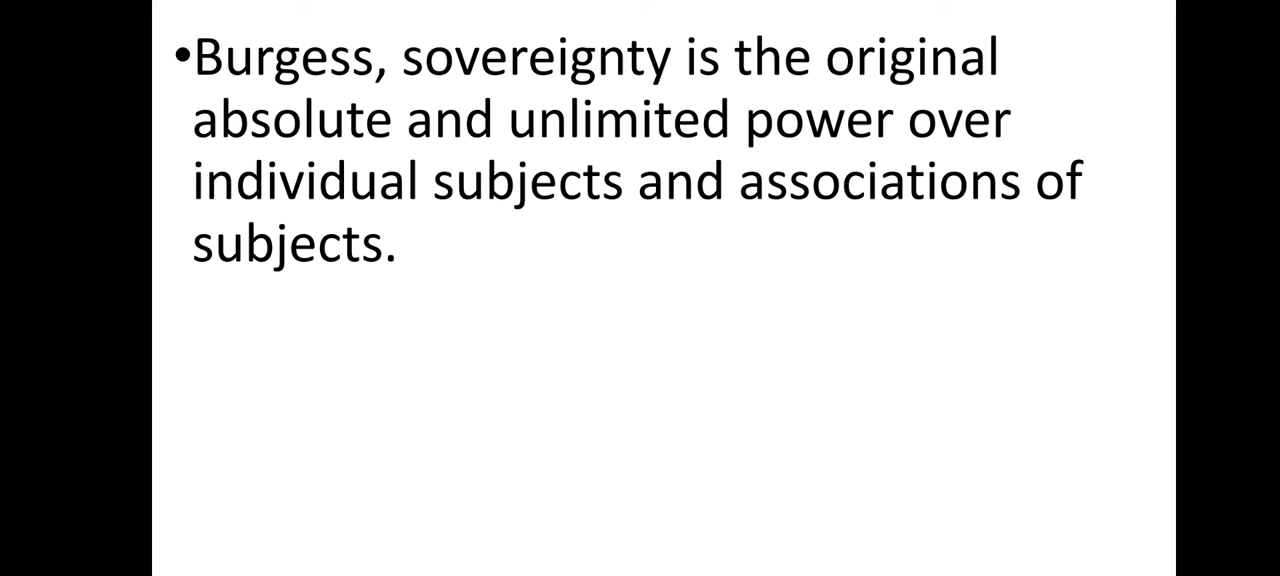 •Burgess, sovereignty is the original
absolute and unlimited power over
individual subjects and associations of
subjects.